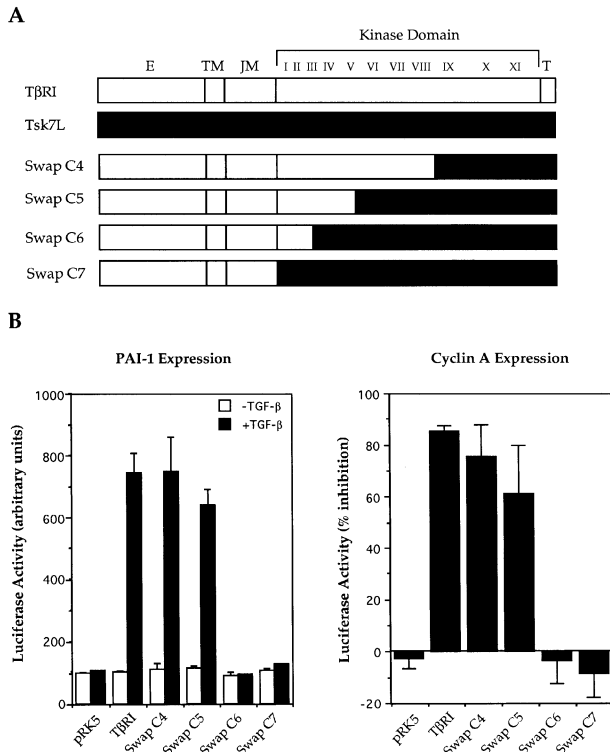 A
Kinase Domain
E TM JM I II III IV V VI VII VIII IX X XI T
TβRI
Tsk7L
Swap C4
Swap C5
Swap C6
Swap C7
B
PAI-1 Expression
Luciferase Activity (arbitrary units)
1000
800
600
400
200
0
-TGF-β
+TGF-β
pRK5 TβRI Swap C4 Swap C5 Swap C6 Swap C7
Cyclin A Expression
Luciferase Activity (% inhibition)
100
80
60
40
20
0
-20
pRK5 TβRI Swap C4 Swap C5 Swap C6 Swap C7